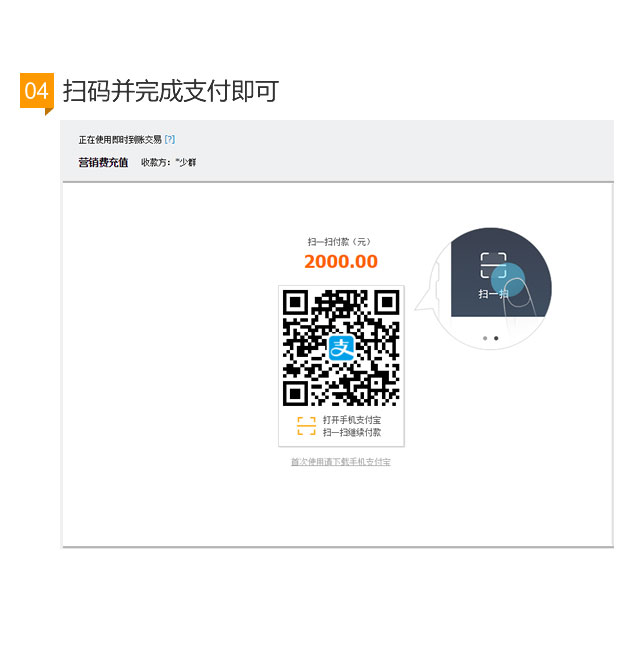 04 扫码并完成支付即可
正在使用即时到账交易 [?]
营销费充值 收款方：*少群
扫一扫付款（元）
2000.00
扫一扫
支
打开手机支付宝
扫一扫继续付款
首次使用请下载手机支付宝